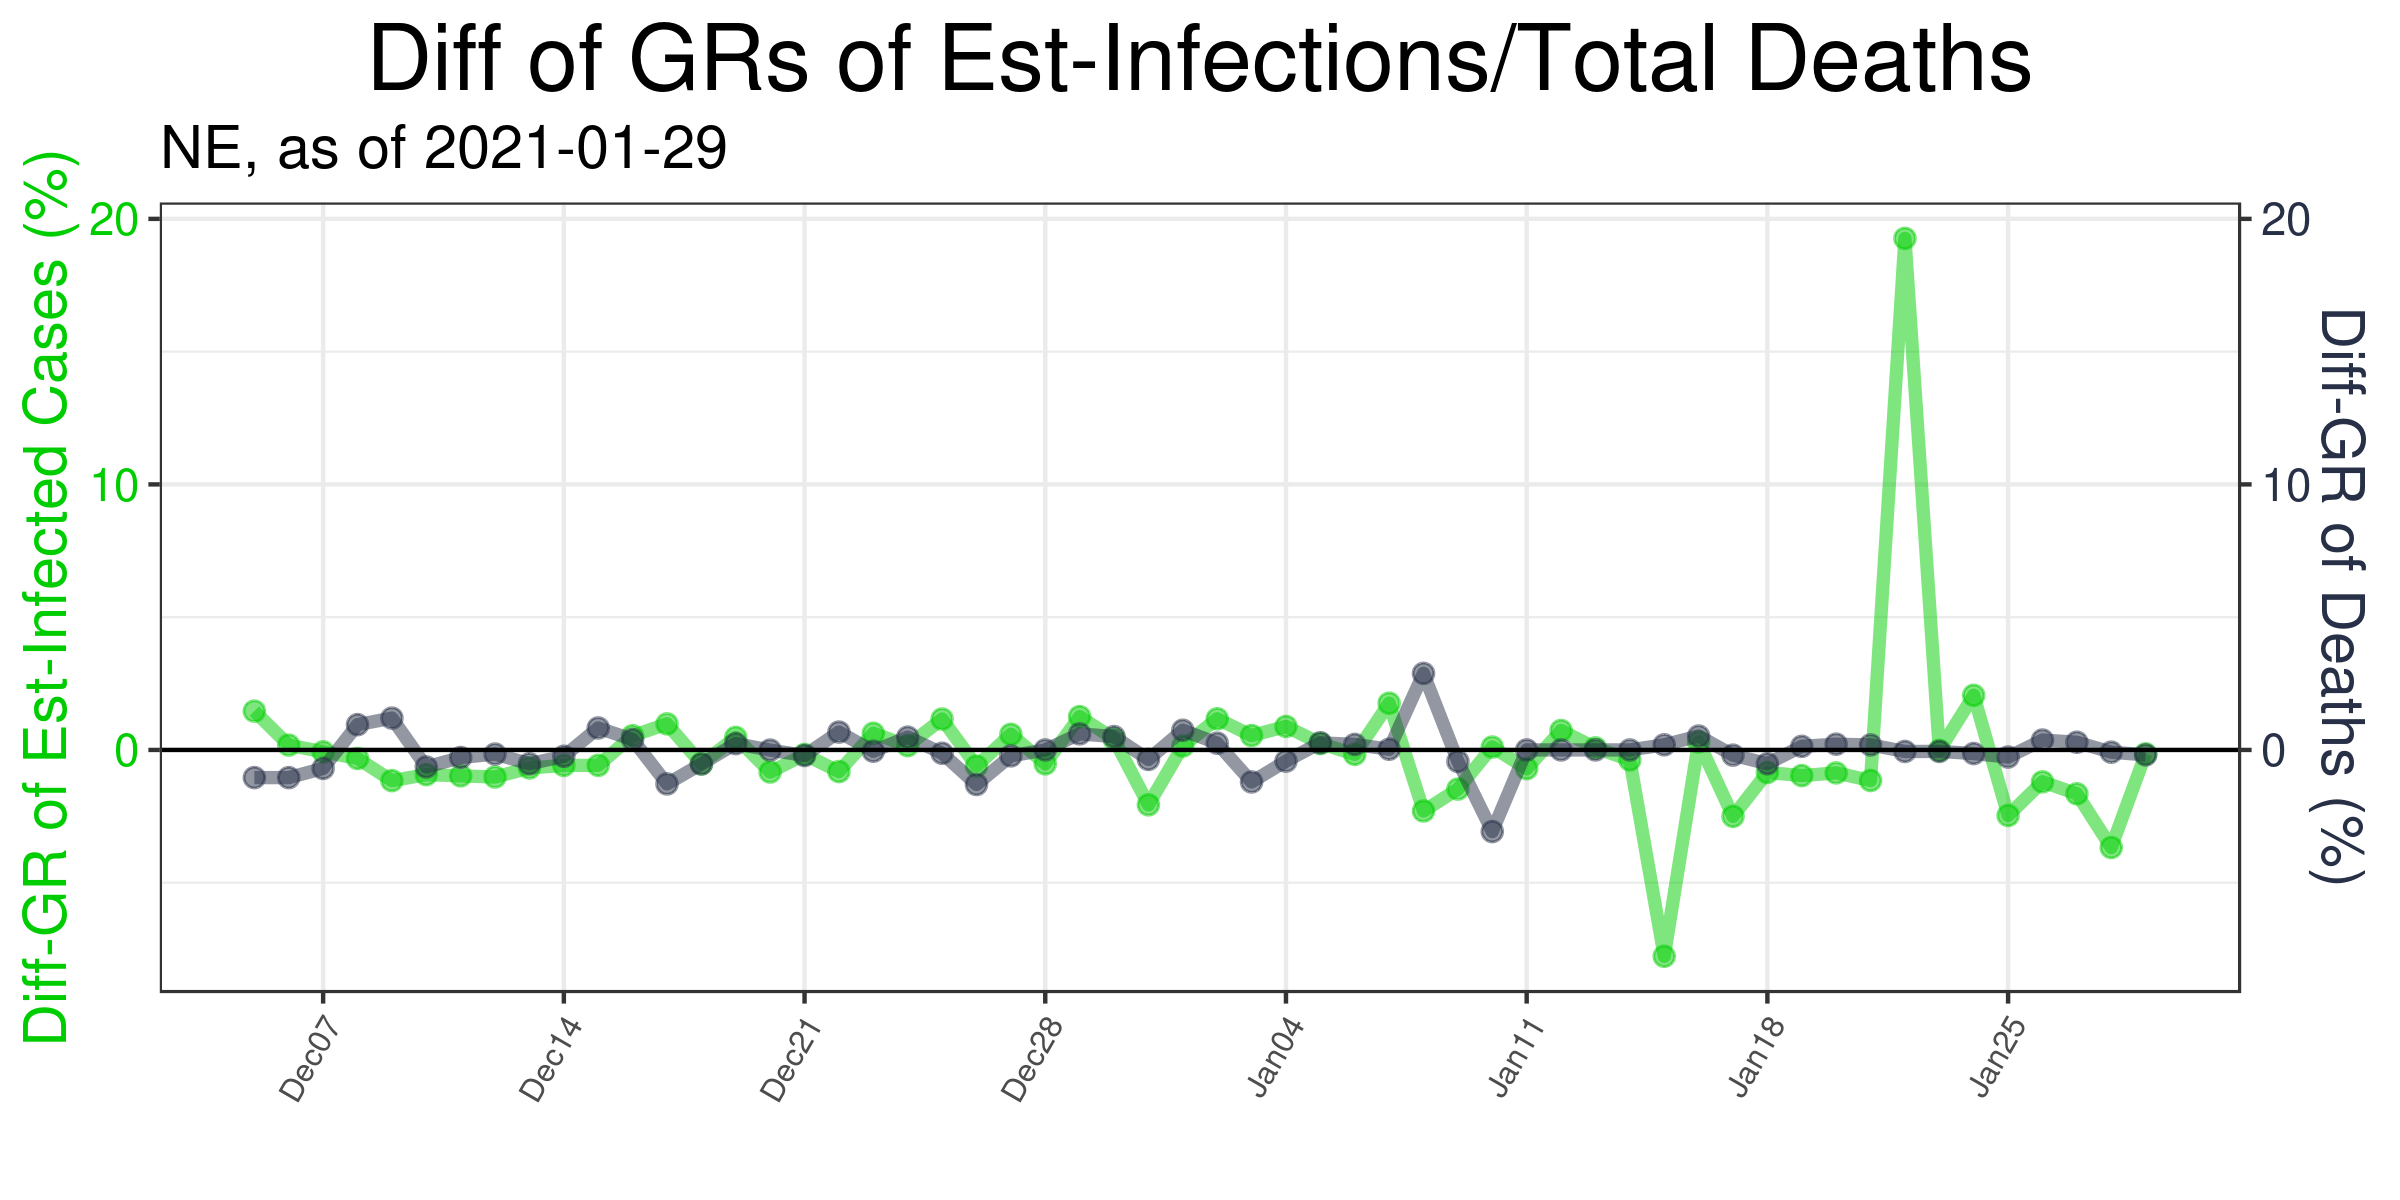 Diff of GRs of Est-Infections/Total Deaths
NE, as of 2021-01-29
Diff-GR of Est-Infected Cases (%)
20
10
0
20
10
0
Diff-GR of Deaths (%)
Dec07
Dec14
Dec21
Dec28
Jan04
Jan11
Jan18
Jan25